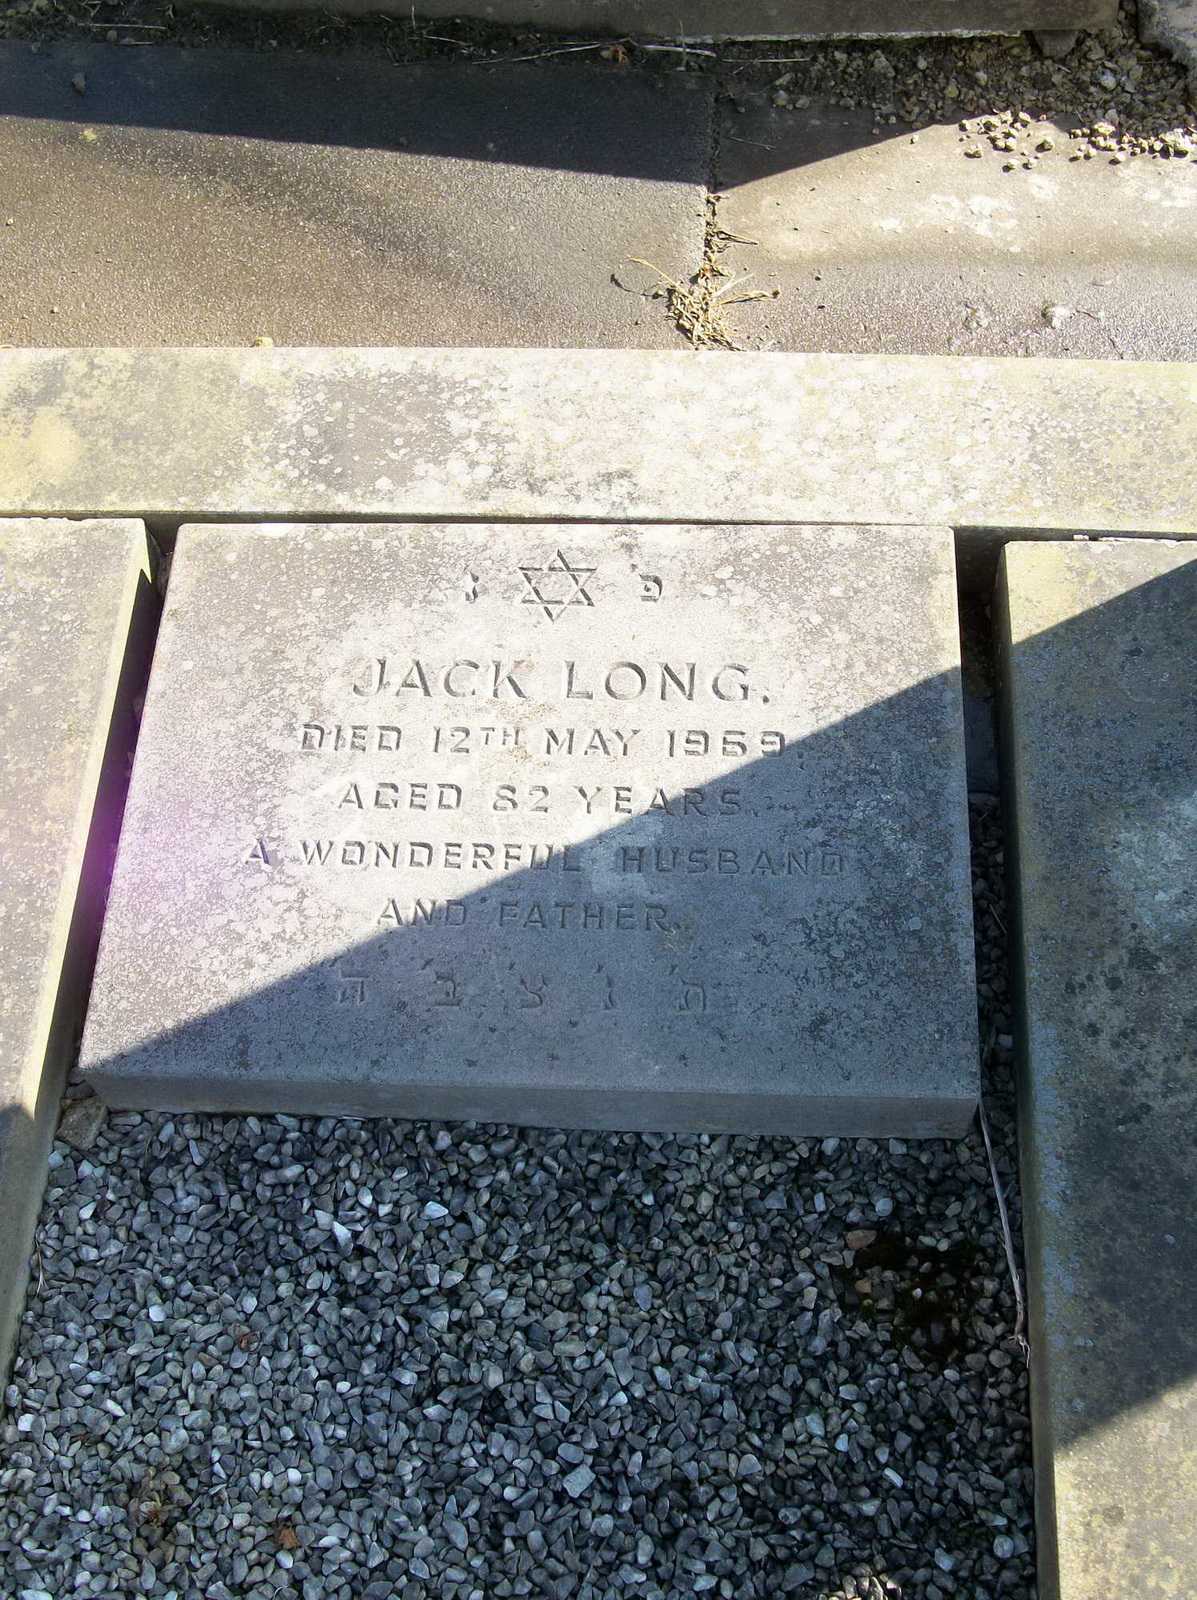 פ' נ'
JACK LONG.
DIED 12TH MAY 1969,
AGED 82 YEARS.
A WONDERFUL HUSBAND
AND FATHER.
ת' נ' צ' ב' ה'